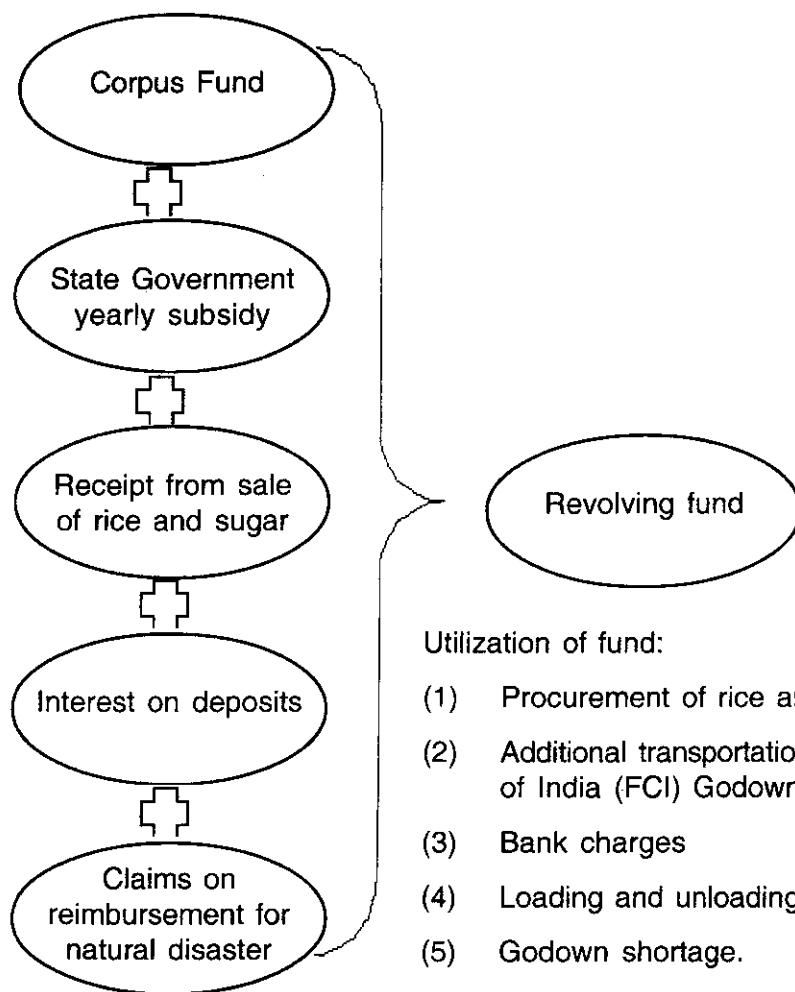 Corpus Fund
State Government
yearly subsidy
Receipt from sale
of rice and sugar
Interest on deposits
Claims on
reimbursement for
natural disaster
Revolving fund
Utilization of fund:
(1) Procurement of rice
(2) Additional transportation
of India (FCI) Godown
(3) Bank charges
(4) Loading and unloading
(5) Godown shortage.